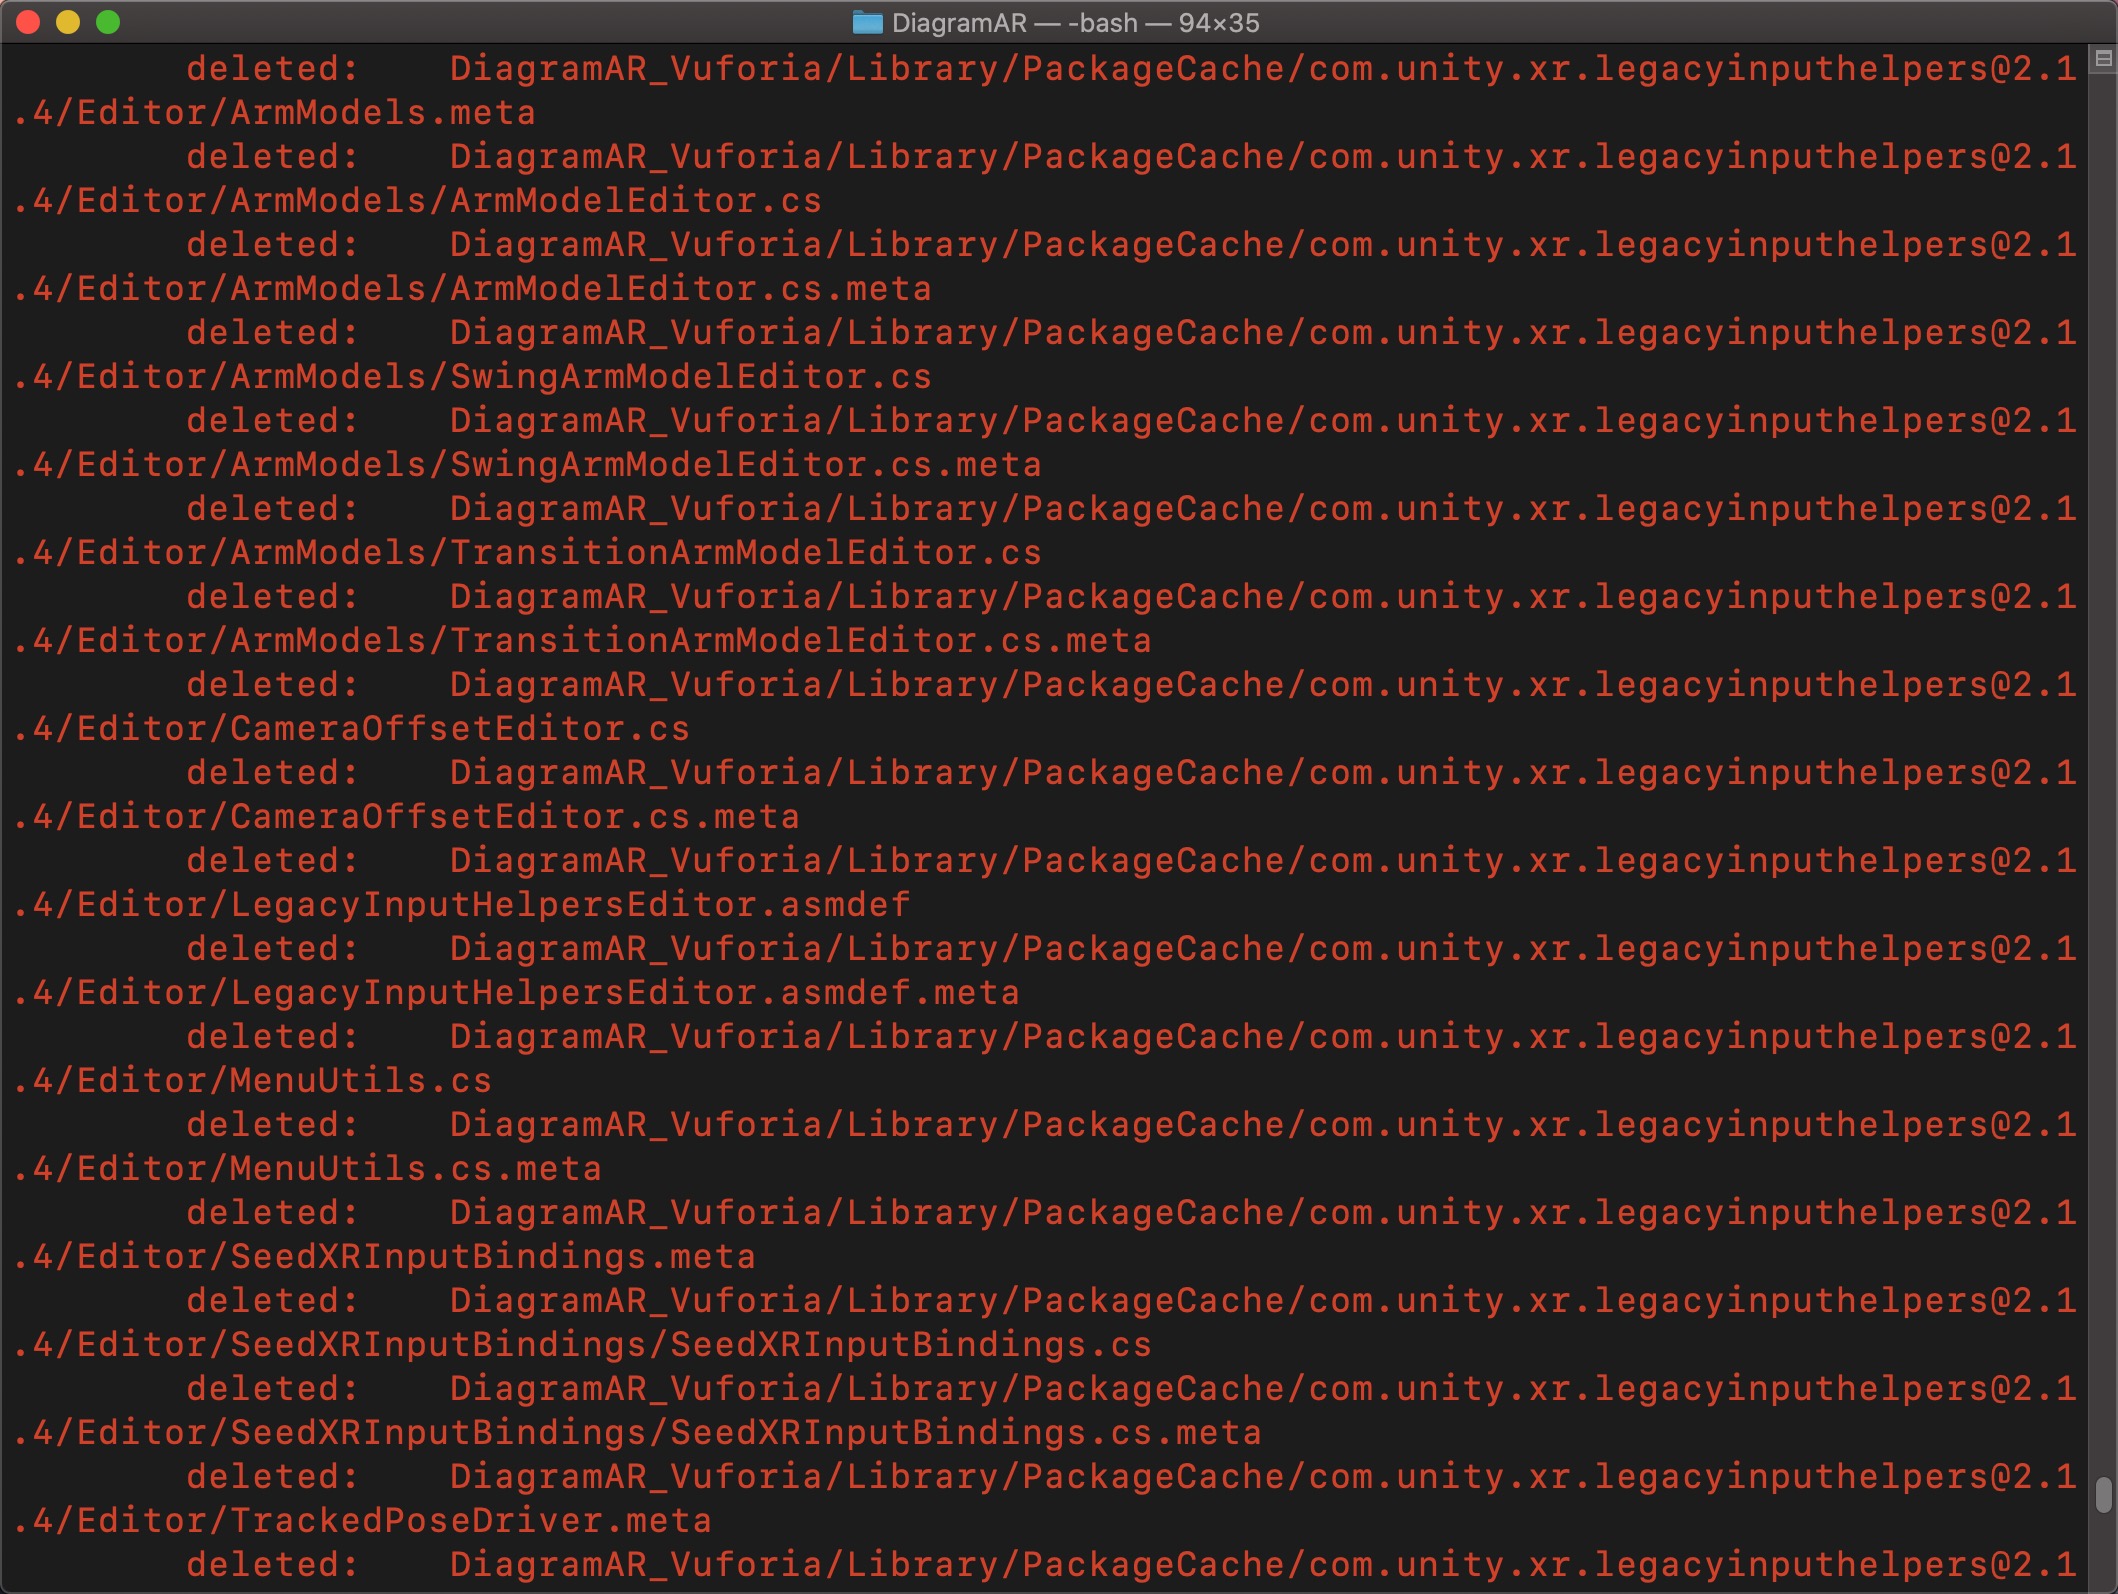 DiagramAR — -bash — 94×35
deleted:    DiagramAR_Vuforia/Library/PackageCache/com.unity.xr.legacyinputhelpers@2.1
.4/Editor/ArmModels.meta
deleted:    DiagramAR_Vuforia/Library/PackageCache/com.unity.xr.legacyinputhelpers@2.1
.4/Editor/ArmModels/ArmModelEditor.cs
deleted:    DiagramAR_Vuforia/Library/PackageCache/com.unity.xr.legacyinputhelpers@2.1
.4/Editor/ArmModels/ArmModelEditor.cs.meta
deleted:    DiagramAR_Vuforia/Library/PackageCache/com.unity.xr.legacyinputhelpers@2.1
.4/Editor/ArmModels/SwingArmModelEditor.cs
deleted:    DiagramAR_Vuforia/Library/PackageCache/com.unity.xr.legacyinputhelpers@2.1
.4/Editor/ArmModels/SwingArmModelEditor.cs.meta
deleted:    DiagramAR_Vuforia/Library/PackageCache/com.unity.xr.legacyinputhelpers@2.1
.4/Editor/ArmModels/TransitionArmModelEditor.cs
deleted:    DiagramAR_Vuforia/Library/PackageCache/com.unity.xr.legacyinputhelpers@2.1
.4/Editor/ArmModels/TransitionArmModelEditor.cs.meta
deleted:    DiagramAR_Vuforia/Library/PackageCache/com.unity.xr.legacyinputhelpers@2.1
.4/Editor/CameraOffsetEditor.cs
deleted:    DiagramAR_Vuforia/Library/PackageCache/com.unity.xr.legacyinputhelpers@2.1
.4/Editor/CameraOffsetEditor.cs.meta
deleted:    DiagramAR_Vuforia/Library/PackageCache/com.unity.xr.legacyinputhelpers@2.1
.4/Editor/LegacyInputHelpersEditor.asmdef
deleted:    DiagramAR_Vuforia/Library/PackageCache/com.unity.xr.legacyinputhelpers@2.1
.4/Editor/LegacyInputHelpersEditor.asmdef.meta
deleted:    DiagramAR_Vuforia/Library/PackageCache/com.unity.xr.legacyinputhelpers@2.1
.4/Editor/MenuUtils.cs
deleted:    DiagramAR_Vuforia/Library/PackageCache/com.unity.xr.legacyinputhelpers@2.1
.4/Editor/MenuUtils.cs.meta
deleted:    DiagramAR_Vuforia/Library/PackageCache/com.unity.xr.legacyinputhelpers@2.1
.4/Editor/SeedXRInputBindings.meta
deleted:    DiagramAR_Vuforia/Library/PackageCache/com.unity.xr.legacyinputhelpers@2.1
.4/Editor/SeedXRInputBindings/SeedXRInputBindings.cs
deleted:    DiagramAR_Vuforia/Library/PackageCache/com.unity.xr.legacyinputhelpers@2.1
.4/Editor/SeedXRInputBindings/SeedXRInputBindings.cs.meta
deleted:    DiagramAR_Vuforia/Library/PackageCache/com.unity.xr.legacyinputhelpers@2.1
.4/Editor/TrackedPoseDriver.meta
deleted:    DiagramAR_Vuforia/Library/PackageCache/com.unity.xr.legacyinputhelpers@2.1